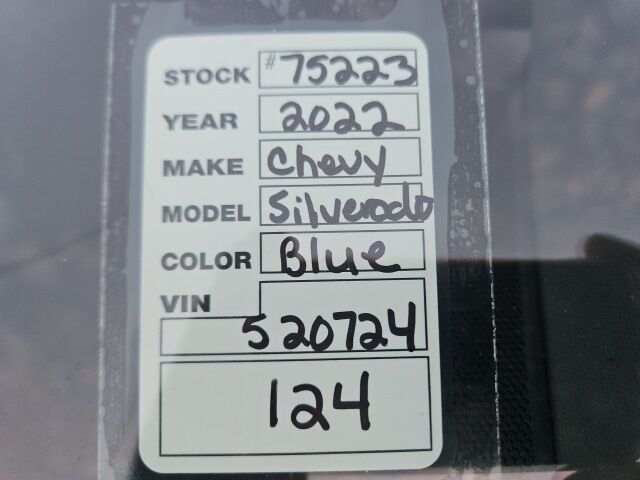 STOCK #75223
YEAR 2022
MAKE Chevy
MODEL Silverado
COLOR Blue
VIN
520724
124